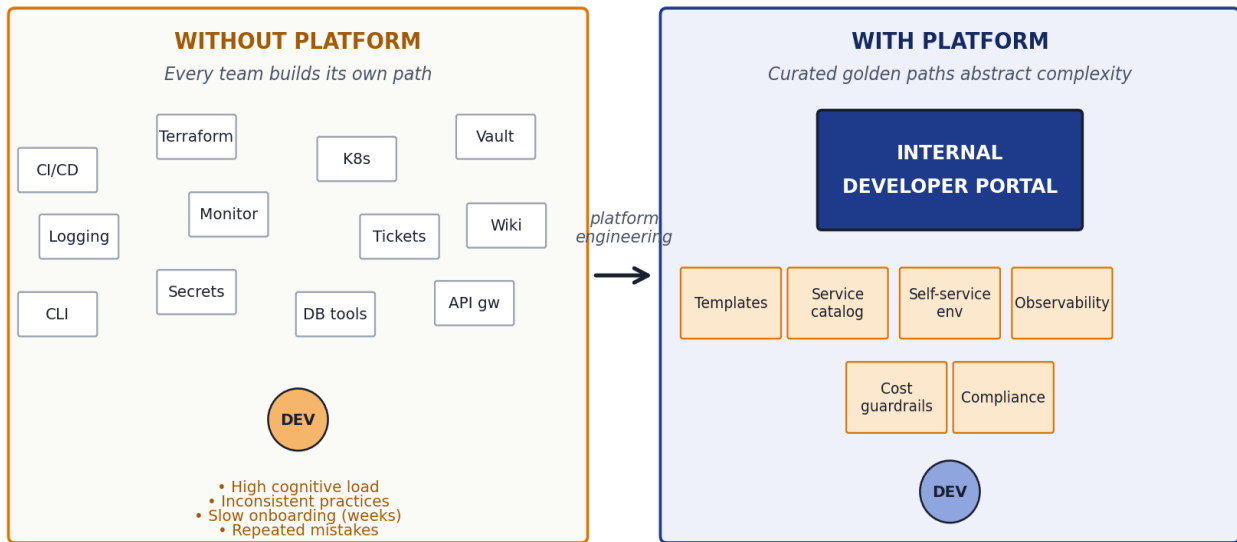 WITHOUT PLATFORM
Every team builds its own path
Terraform
Vault
K8s
CI/CD
Monitor
Wiki
Logging
Tickets
Secrets
API gw
CLI
DB tools
DEV
• High cognitive load
• Inconsistent practices
• Slow onboarding (weeks)
• Repeated mistakes
platform
engineering
WITH PLATFORM
Curated golden paths abstract complexity
INTERNAL
DEVELOPER PORTAL
Templates
Service
catalog
Self-service
env
Observability
Cost
guardrails
Compliance
DEV